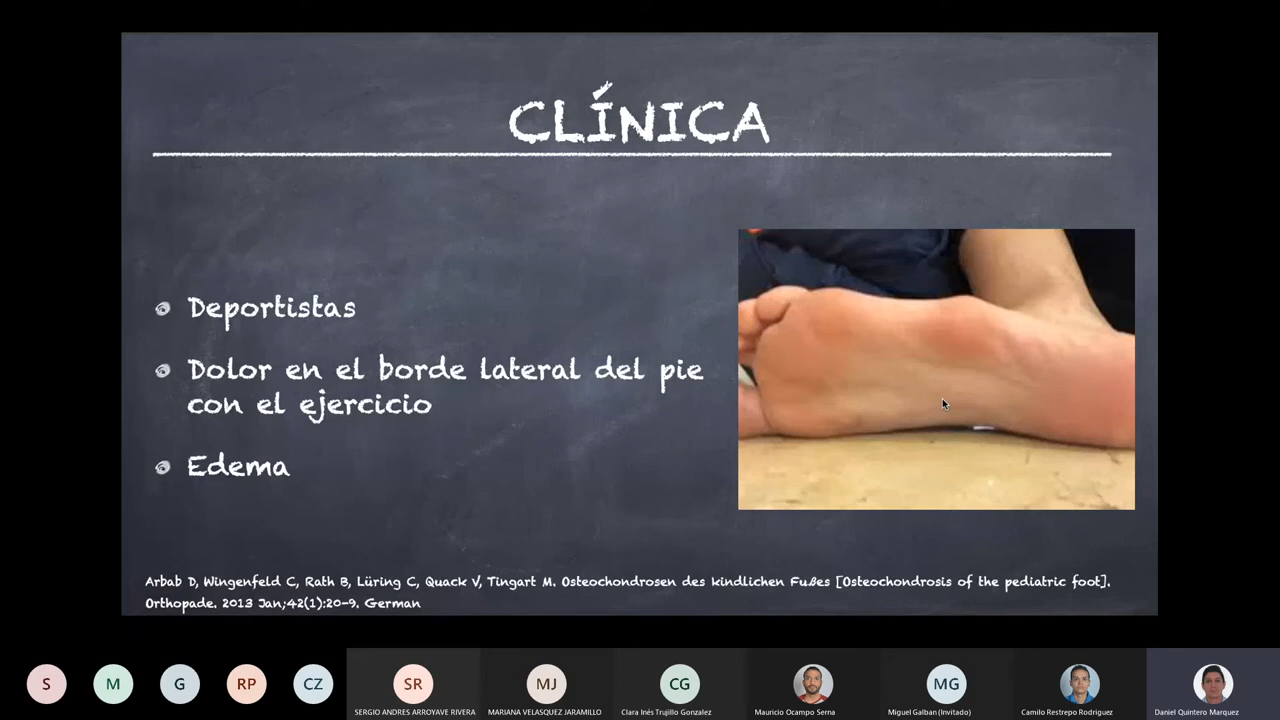 CLÍNICA
Deportistas
Dolor en el borde lateral del pie
con el ejercicio
Edema
Arbab D, Wingenfeld C, Rath B, Lüring C, Quack V, Tingart M. Osteochondrosen des kindlichen Fußes [Osteochondrosis of the pediatric foot].
Orthopade. 2013 Jan;42(1):20-9. German
S M G RP CZ SR MJ CG MG
SERGIO ANDRES ARROYAVE RIVERA MARIANA VELASQUEZ JARAMILLO Clara Inés Trujillo Gonzalez Mauricio Ocampo Serna Miguel Galban (Invitado) Camilo Restrepo Rodriguez Daniel Quintero Marquez